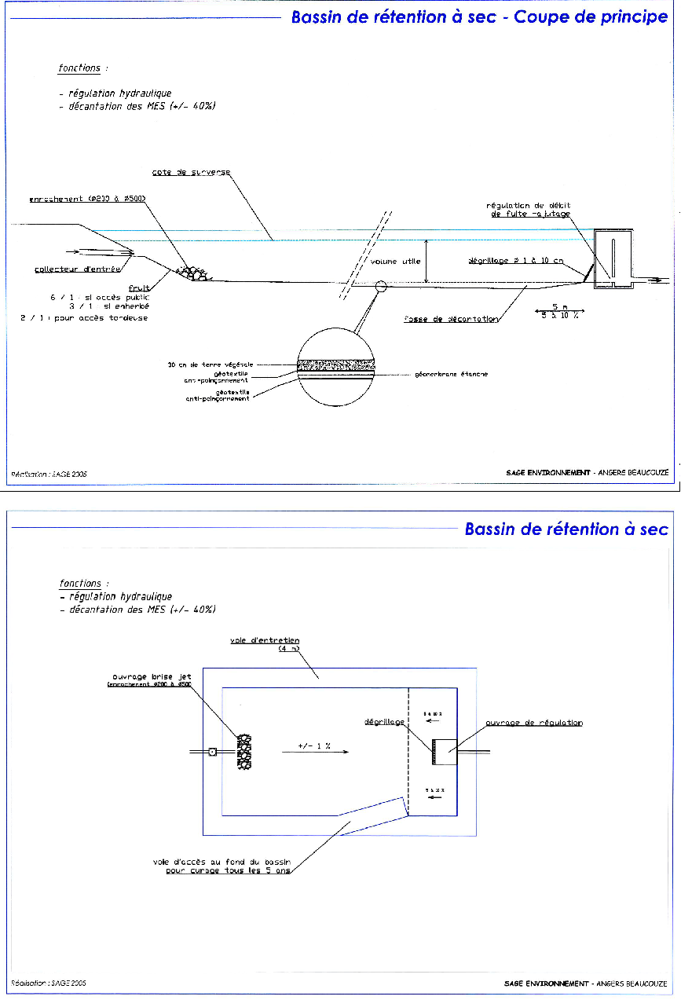 Bassin de rétention à sec - Coupe de principe
fonctions :
- régulation hydraulique
- décantation des MES (+/- 40%)
cote de surverse
enrochement (Ø200 à Ø500)
régulation de débit
de fuite -ajutage
volume utile
dégrillage Ø 1 à 10 cm
collecteur d'entrée
fruit
6 / 1 : si accès public
3 / 1 si enherbé
2 / 1 : pour accès tondeuse
5 m
5 à 10 %
fosse de décantation
30 cm de terre végétale
géotextile
anti-poinçonnement
géomembrane étanche
géotextile
anti-poinçonnement
Réalisation : SAGE 2005
SAGE ENVIRONNEMENT - ANGERS BEAUCOUZÉ
Bassin de rétention à sec
fonctions :
- régulation hydraulique
- décantation des MES (+/- 40%)
voie d'entretien
(4 m)
ouvrage brise jet
(enrochement Ø200 à Ø500
5 à 10 %
dégrillage
ouvrage de régulation
+/- 1 %
5 à 10 %
voie d'accès au fond du bassin
pour curage tous les 5 ans
Réalisation : SAGE 2005
SAGE ENVIRONNEMENT - ANGERS BEAUCOUZE